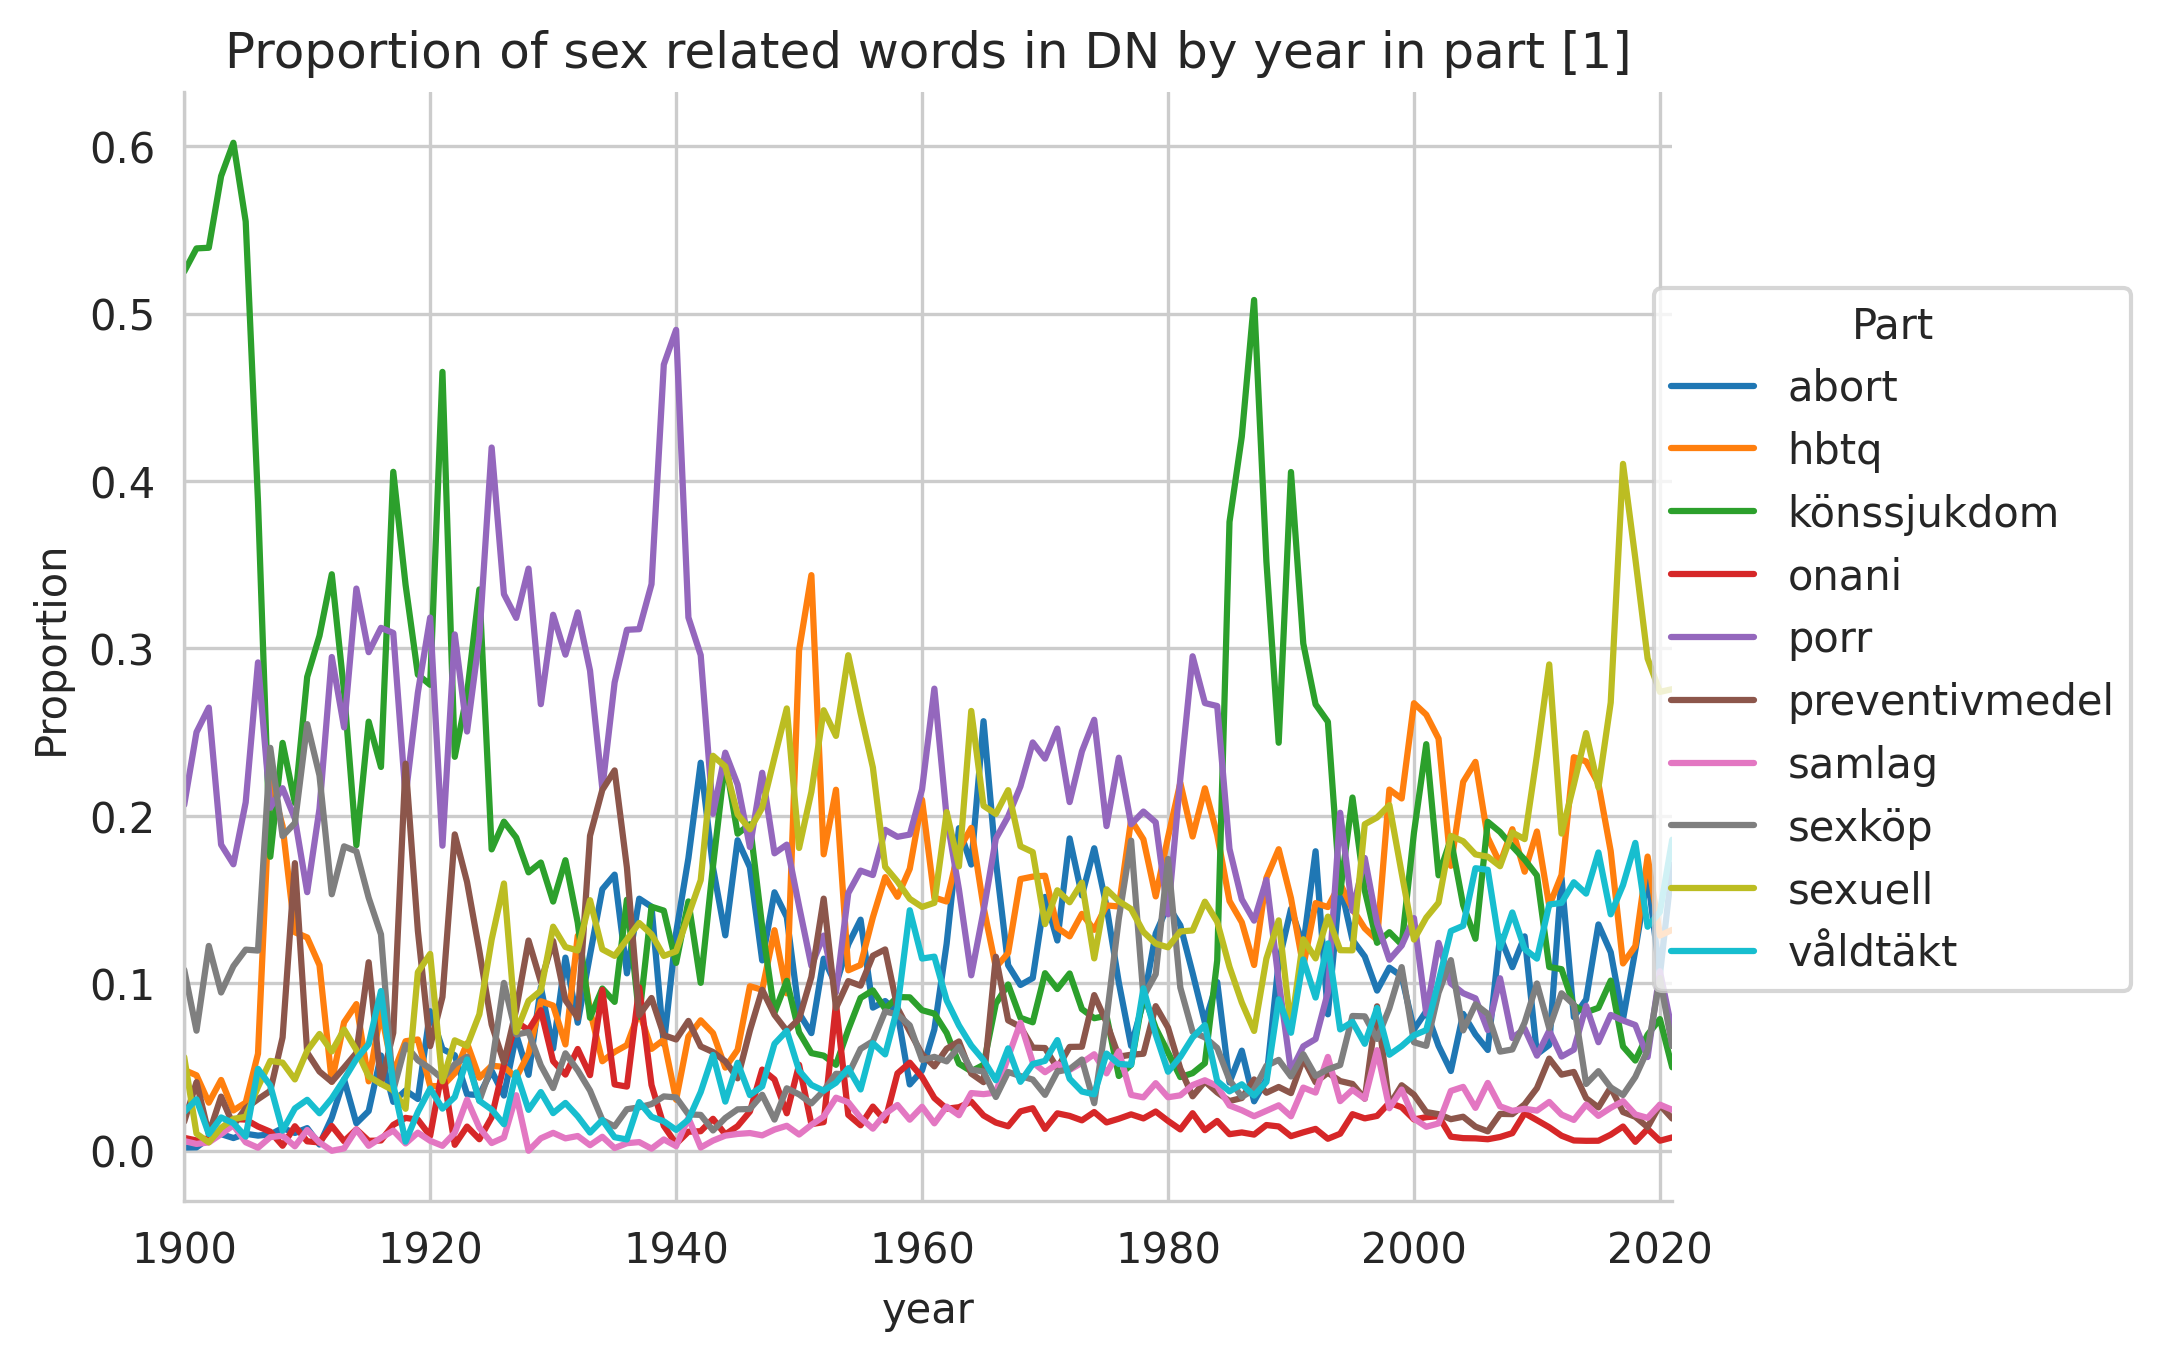 Proportion of sex related words in DN by year in part [1]
0.6
0.5
0.4
0.3
0.2
0.1
0.0
Proportion
1900 1920 1940 1960 1980 2000 2020
year
Part
abort
hbtq
könssjukdom
onani
porr
preventivmedel
samlag
sexköp
sexuell
våldtäkt